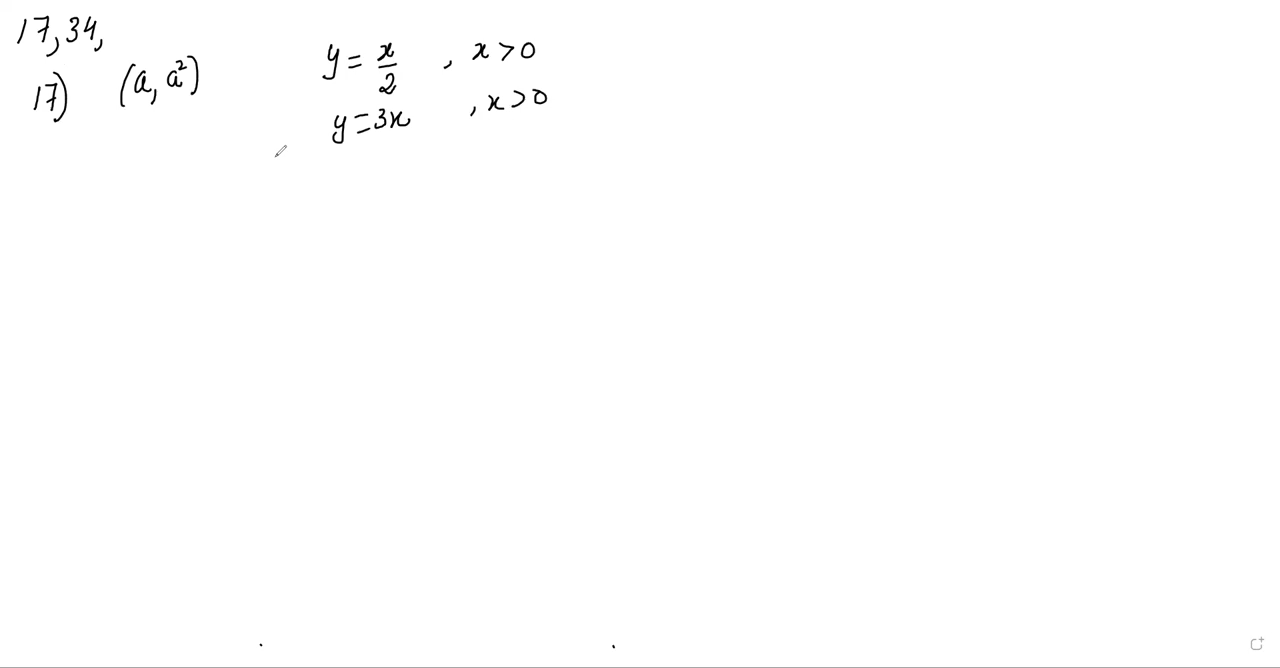 17, 34,
17) (a, a²) y = x/2 , x > 0
y = 3x , x > 0